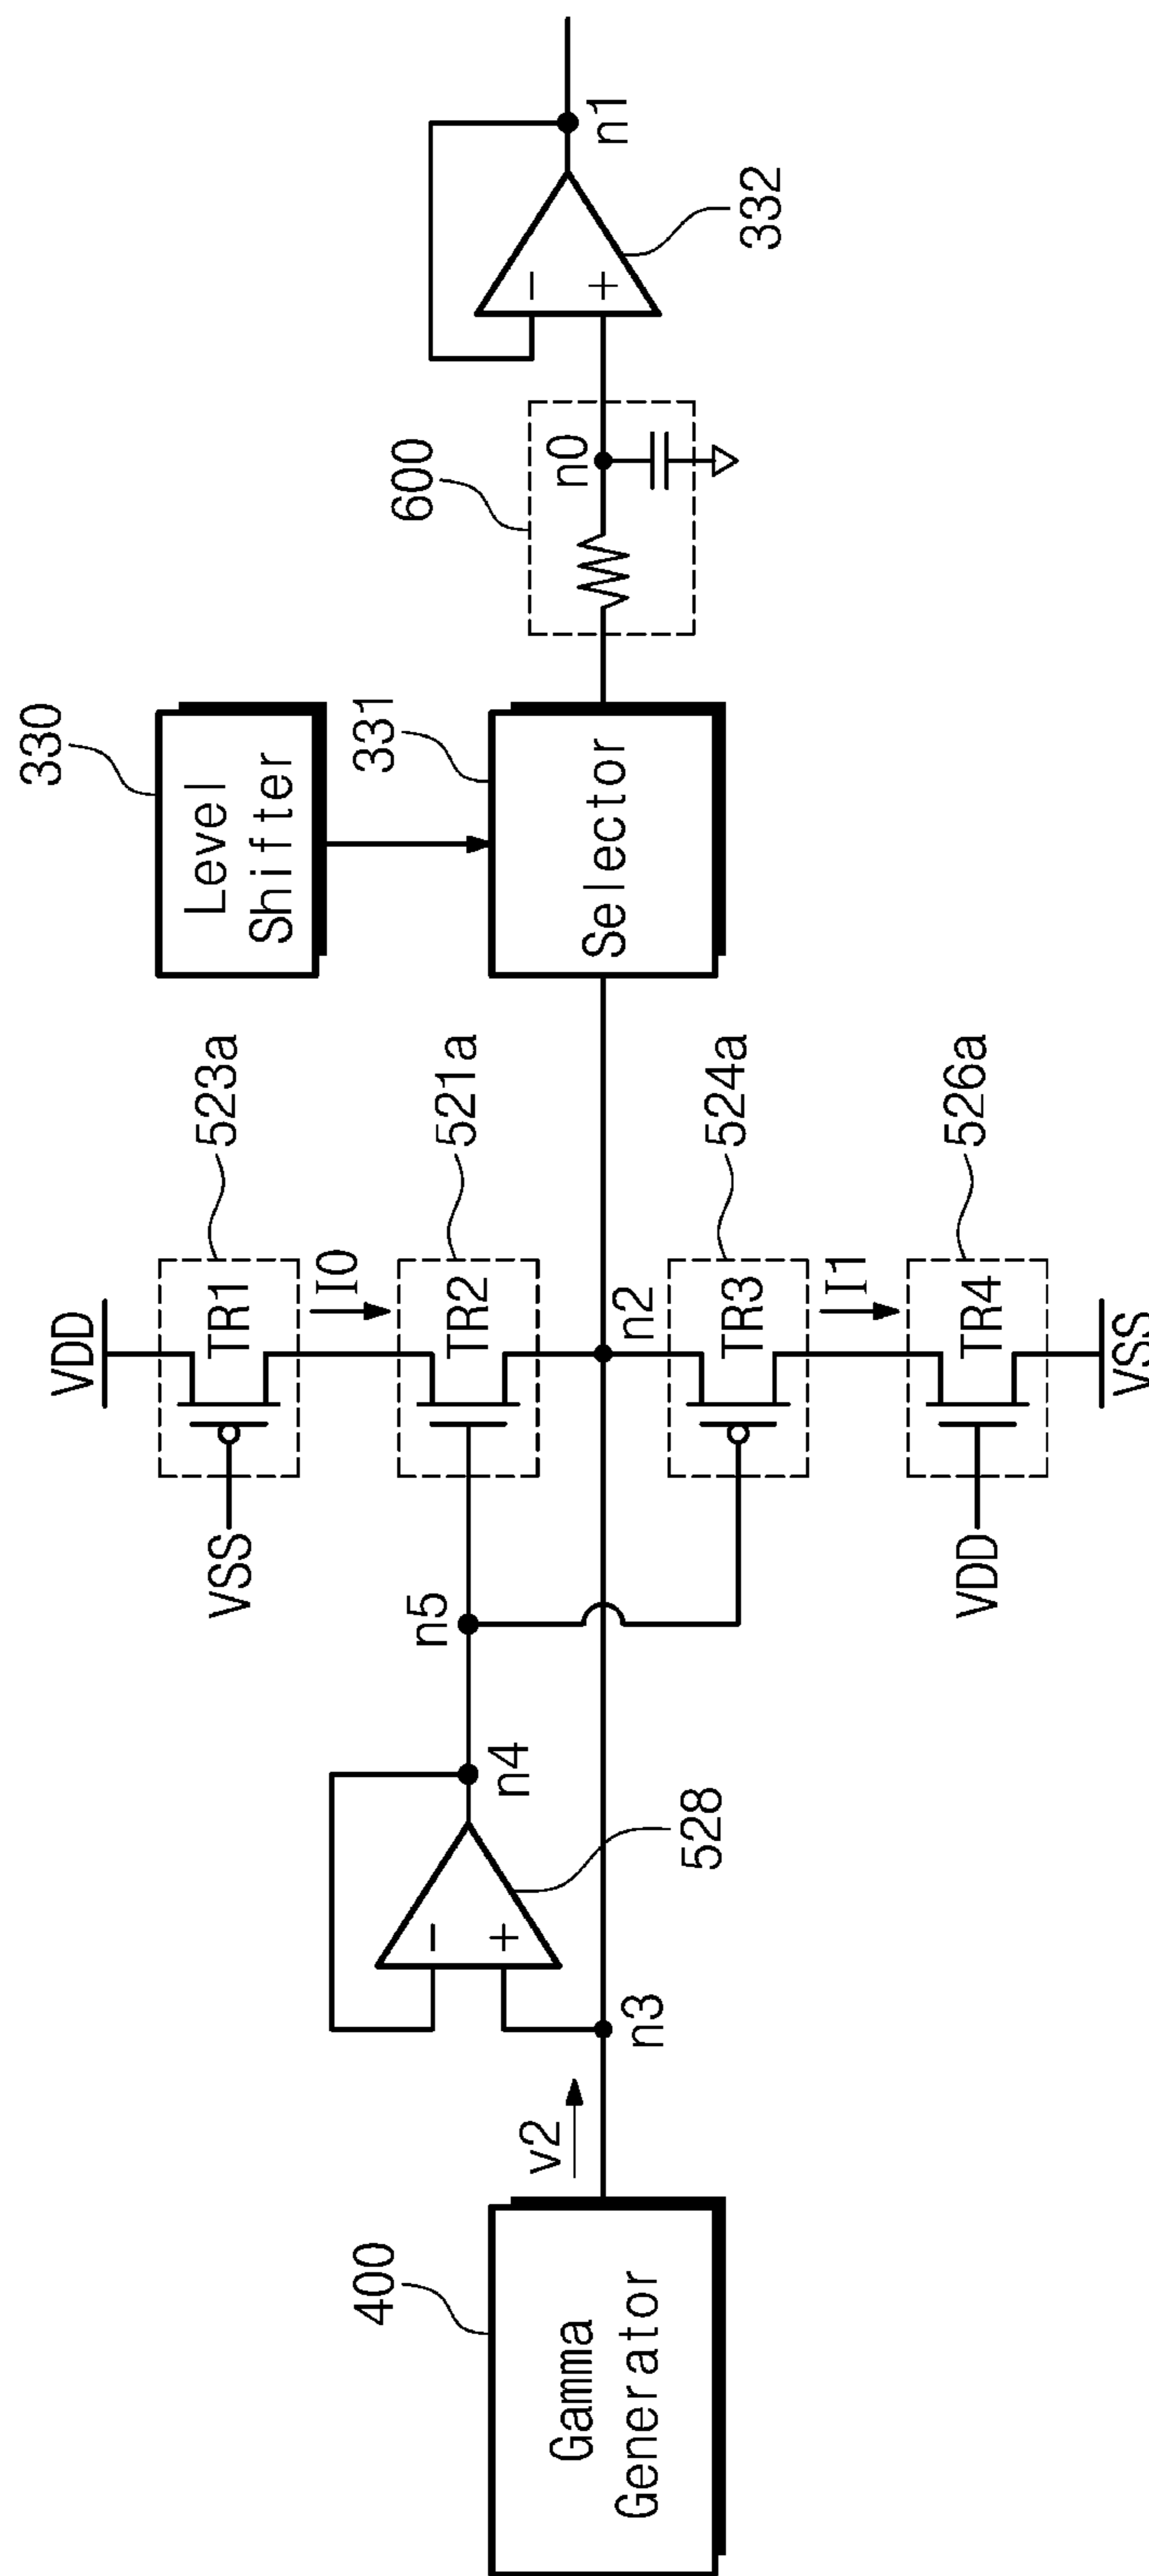 400
Gamma
Generator
v2
n3
528
-
+
n4
n5
VDD
VSS
TR1
523a
I0
TR2
521a
n2
TR3
524a
I1
VDD
TR4
526a
VSS
330
Level
Shifter
331
Selector
600
n0
-
+
332
n1